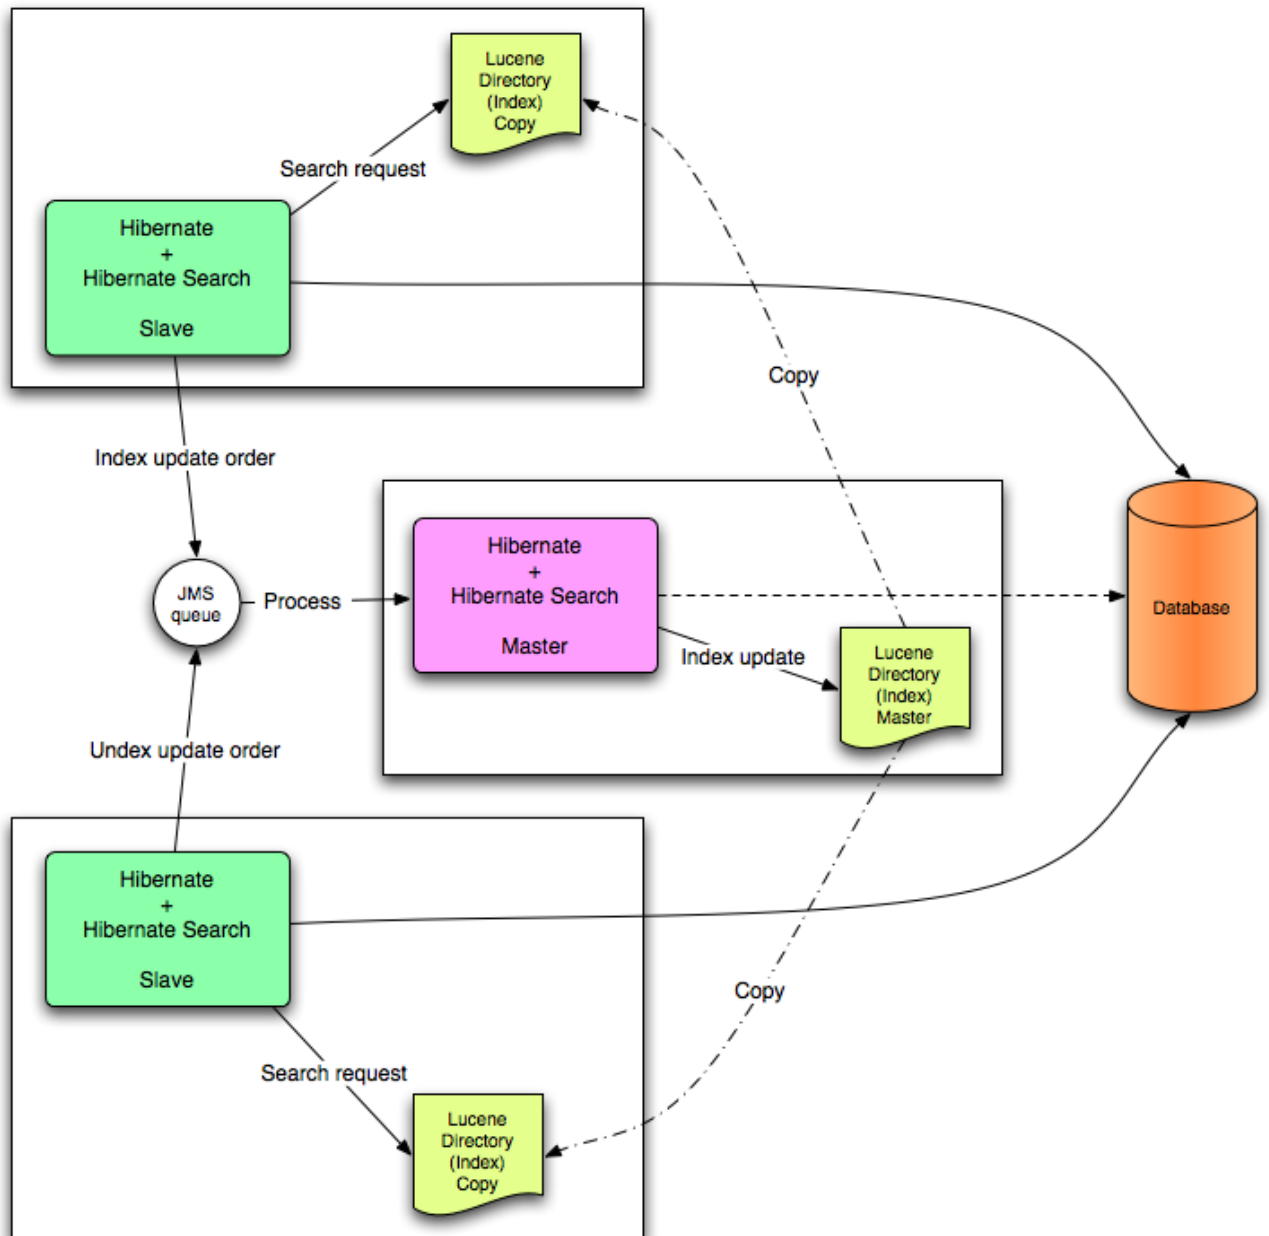 Lucene
Directory
(Index)
Copy
Search request
Hibernate
+
Hibernate Search
Slave
Copy
Index update order
Hibernate
+
Hibernate Search
Master
JMS
queue
Process
Database
Index update
Lucene
Directory
(Index)
Master
Undex update order
Hibernate
+
Hibernate Search
Slave
Copy
Search request
Lucene
Directory
(Index)
Copy